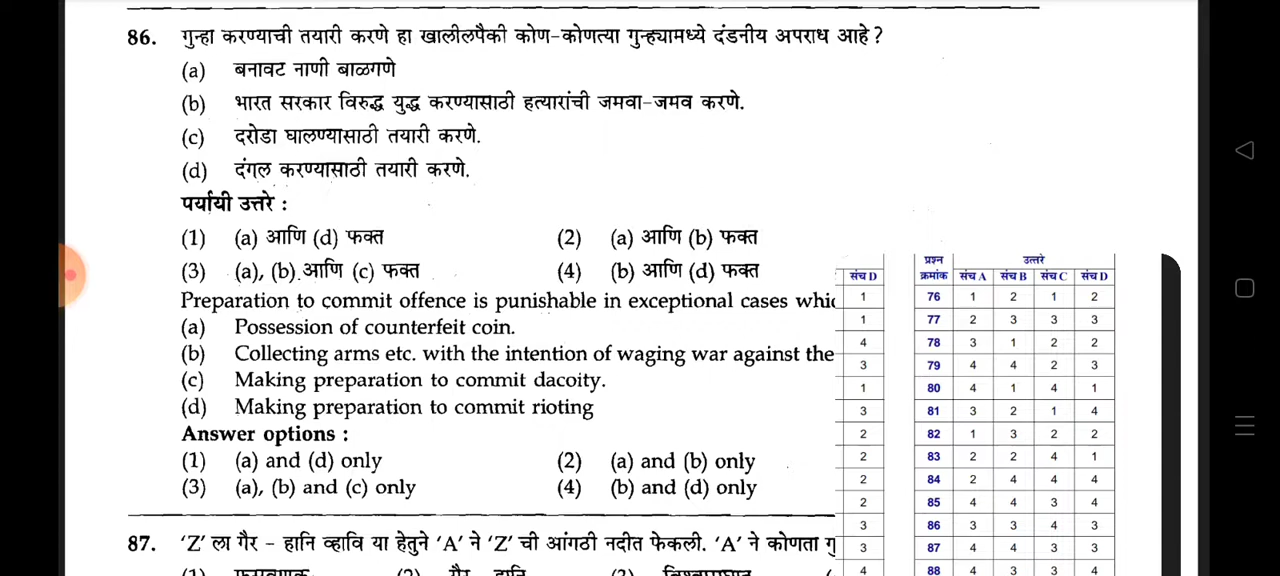 86. गुन्हा करण्याची तयारी करणे हा खालीलपैकी कोण-कोणत्या गुन्ह्यामध्ये दंडनीय अपराध आहे ?
(a) बनावट नाणी बाळगणे
(b) भारत सरकार विरुद्ध युद्ध करण्यासाठी हत्यारांची जमवा-जमव करणे.
(c) दरोडा घालण्यासाठी तयारी करणे.
(d) दंगल करण्यासाठी तयारी करणे.
पर्यायी उत्तरे :
(1) (a) आणि (d) फक्त (2) (a) आणि (b) फक्त
(3) (a), (b) आणि (c) फक्त (4) (b) आणि (d) फक्त
Preparation to commit offence is punishable in exceptional cases
(a) Possession of counterfeit coin.
(b) Collecting arms etc. with the intention of waging war against the
(c) Making preparation to commit dacoity.
(d) Making preparation to commit rioting
Answer options :
(1) (a) and (d) only (2) (a) and (b) only
(3) (a), (b) and (c) only (4) (b) and (d) only
87. 'Z' ला गैर - हानि व्हावि या हेतुने 'A' ने 'Z' ची आंगठी नदीत फेकली. 'A' ने कोणता
संच D
1
1
4
3
1
3
2
2
2
2
3
3
4
प्रश्न क्रमांक उत्तरे
संच A संच B संच C संच D
76 1 2 1 2
77 2 3 3 3
78 3 1 2 2
79 4 4 2 3
80 4 1 4 1
81 3 2 1 4
82 1 3 2 2
83 2 2 4 1
84 2 4 4 4
85 4 4 3 4
86 3 3 4 3
87 4 4 3 3
88 4 3 3 4